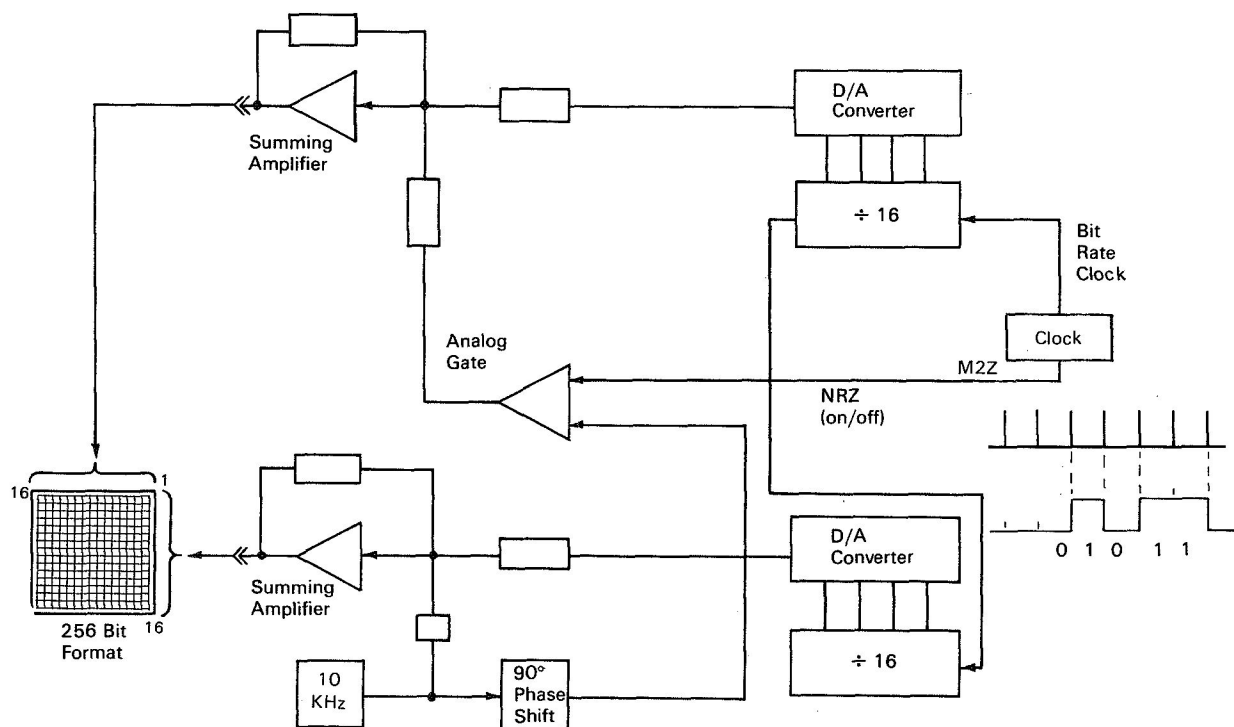 D/A
Converter
Summing
Amplifier
÷ 16
Bit
Rate
Clock
Analog
Gate
Clock
M2Z
NRZ
(on/off)
16
1
D/A
Converter
0 1 0 1 1
Summing
Amplifier
16
256 Bit
Format
÷ 16
10
KHz
90°
Phase
Shift